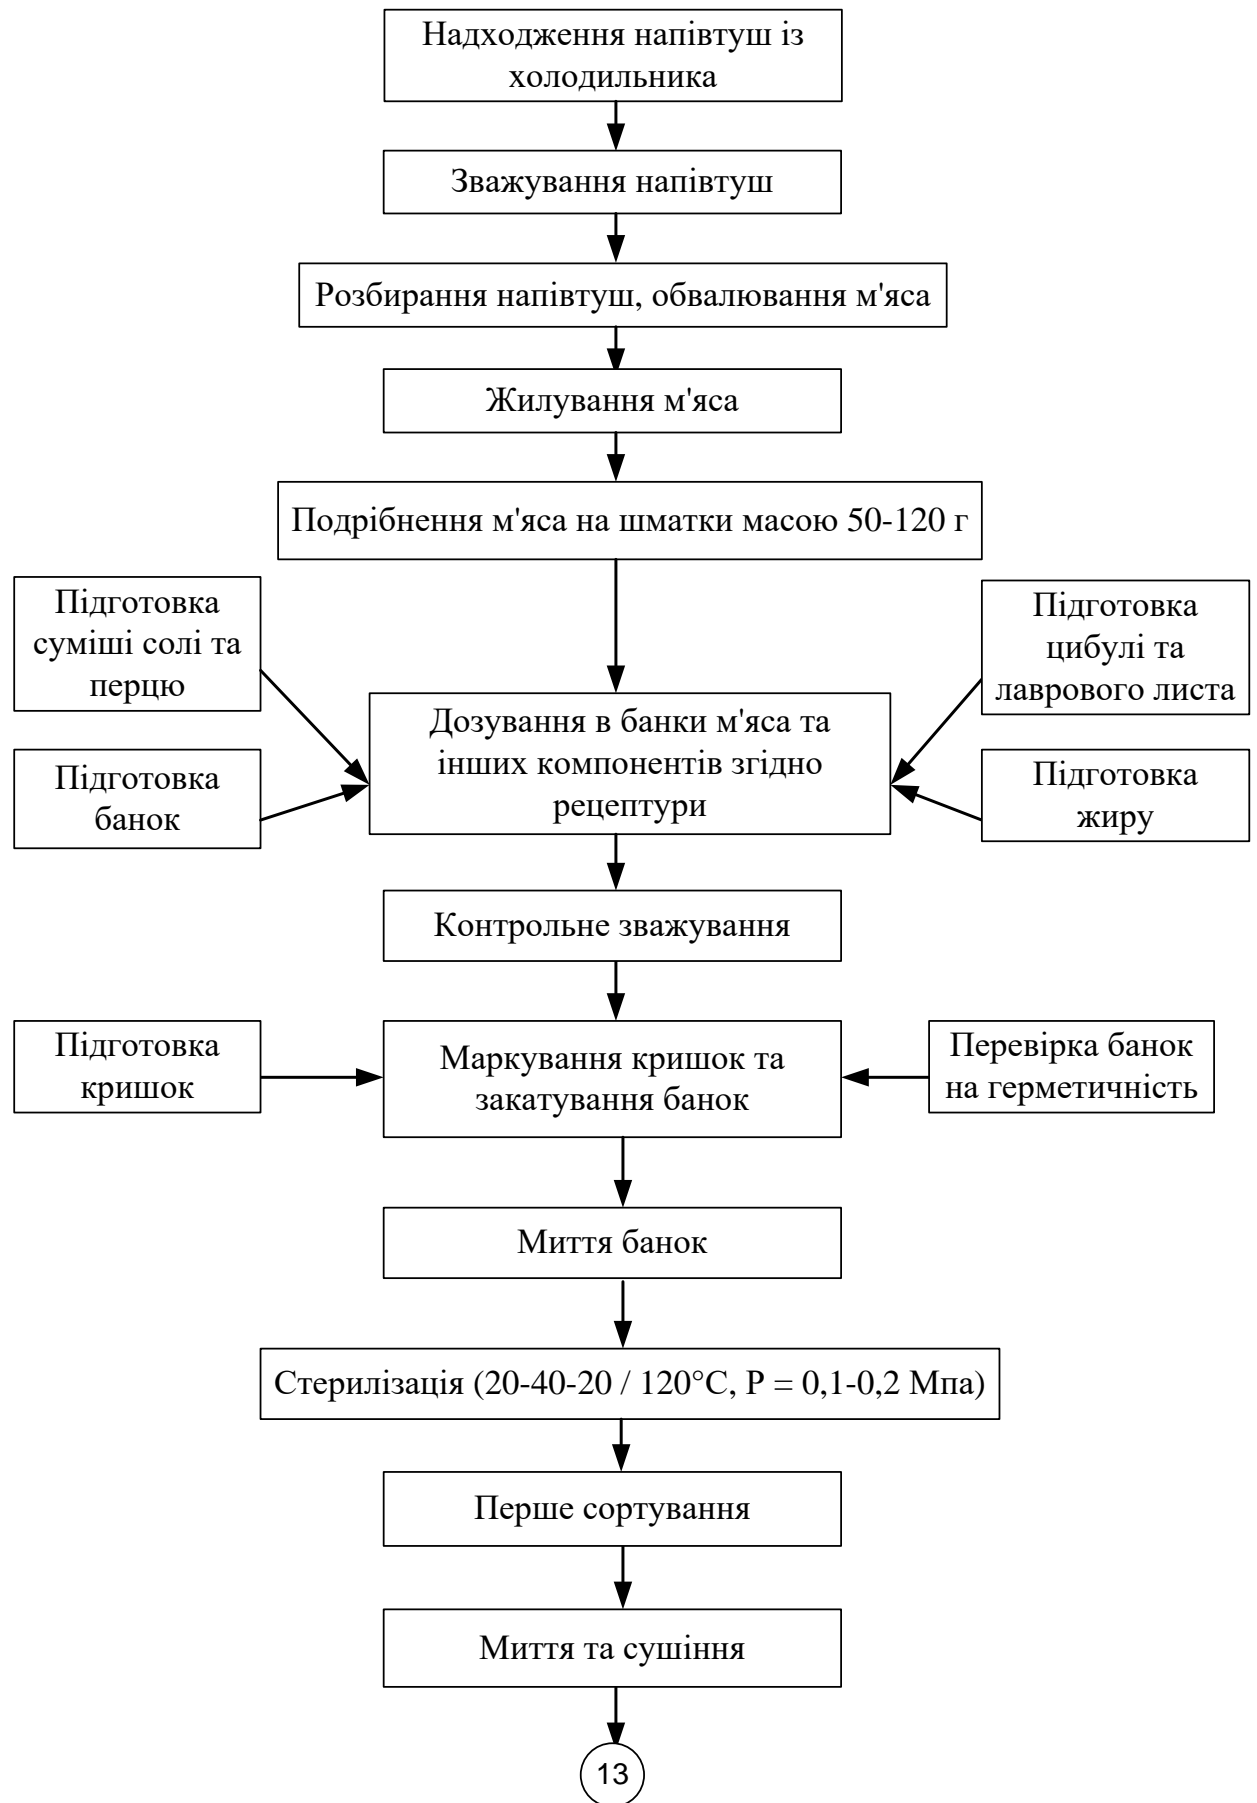 Надходження напівтуш із
холодильника
Зважування напівтуш
Розбирання напівтуш, обвалювання м'яса
Жилування м'яса
Подрібнення м'яса на шматки масою 50-120 г
Підготовка
суміші солі та
перцю
Підготовка
цибулі та
лаврового листа
Дозування в банки м'яса та
інших компонентів згідно
рецептури
Підготовка
банок
Підготовка
жиру
Контрольне зважування
Підготовка
кришок
Маркування кришок та
закатування банок
Перевірка банок
на герметичність
Миття банок
Стерилізація (20-40-20 / 120°С, Р = 0,1-0,2 Мпа)
Перше сортування
Миття та сушіння
13